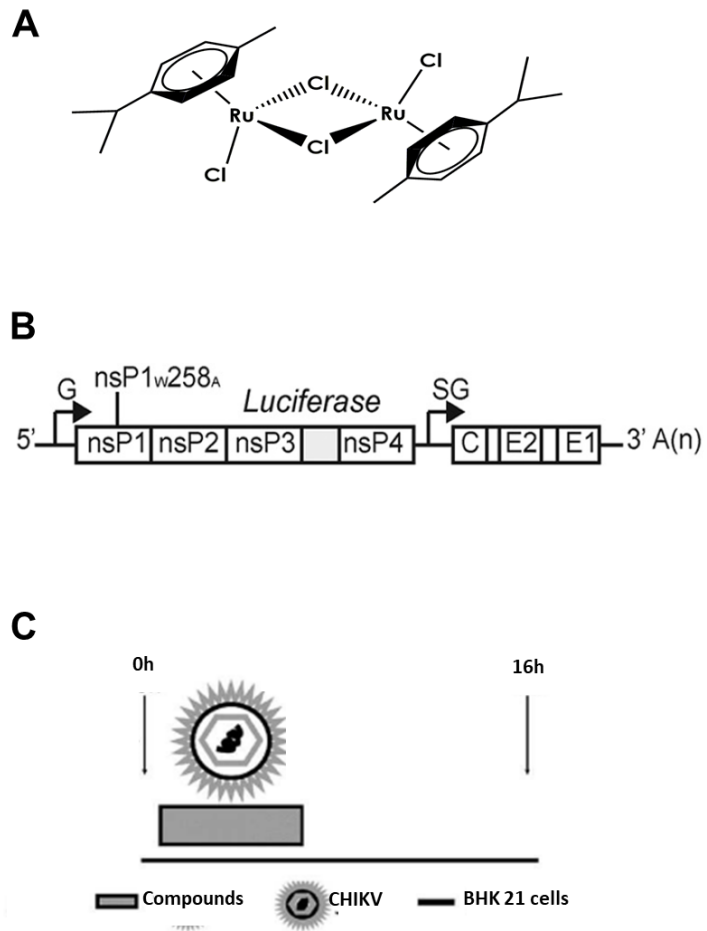 A
Cl
Cl
Ru
Ru
Cl
Cl
B
G
nsP1W258A
Luciferase
SG
5' nsP1 nsP2 nsP3 nsP4 C E2 E1 3' A(n)
C
0h
16h
Compounds CHIKV BHK 21 cells